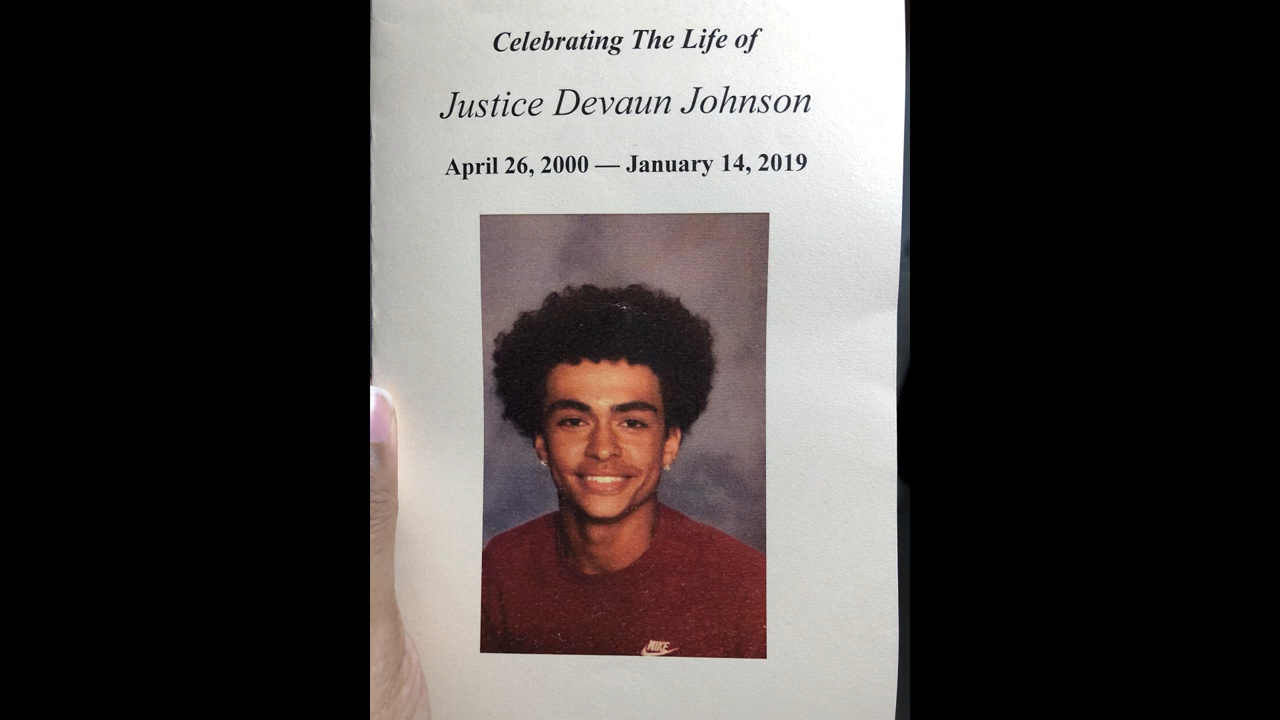 Celebrating The Life of
Justice Devaun Johnson
April 26, 2000 — January 14, 2019
NIKE